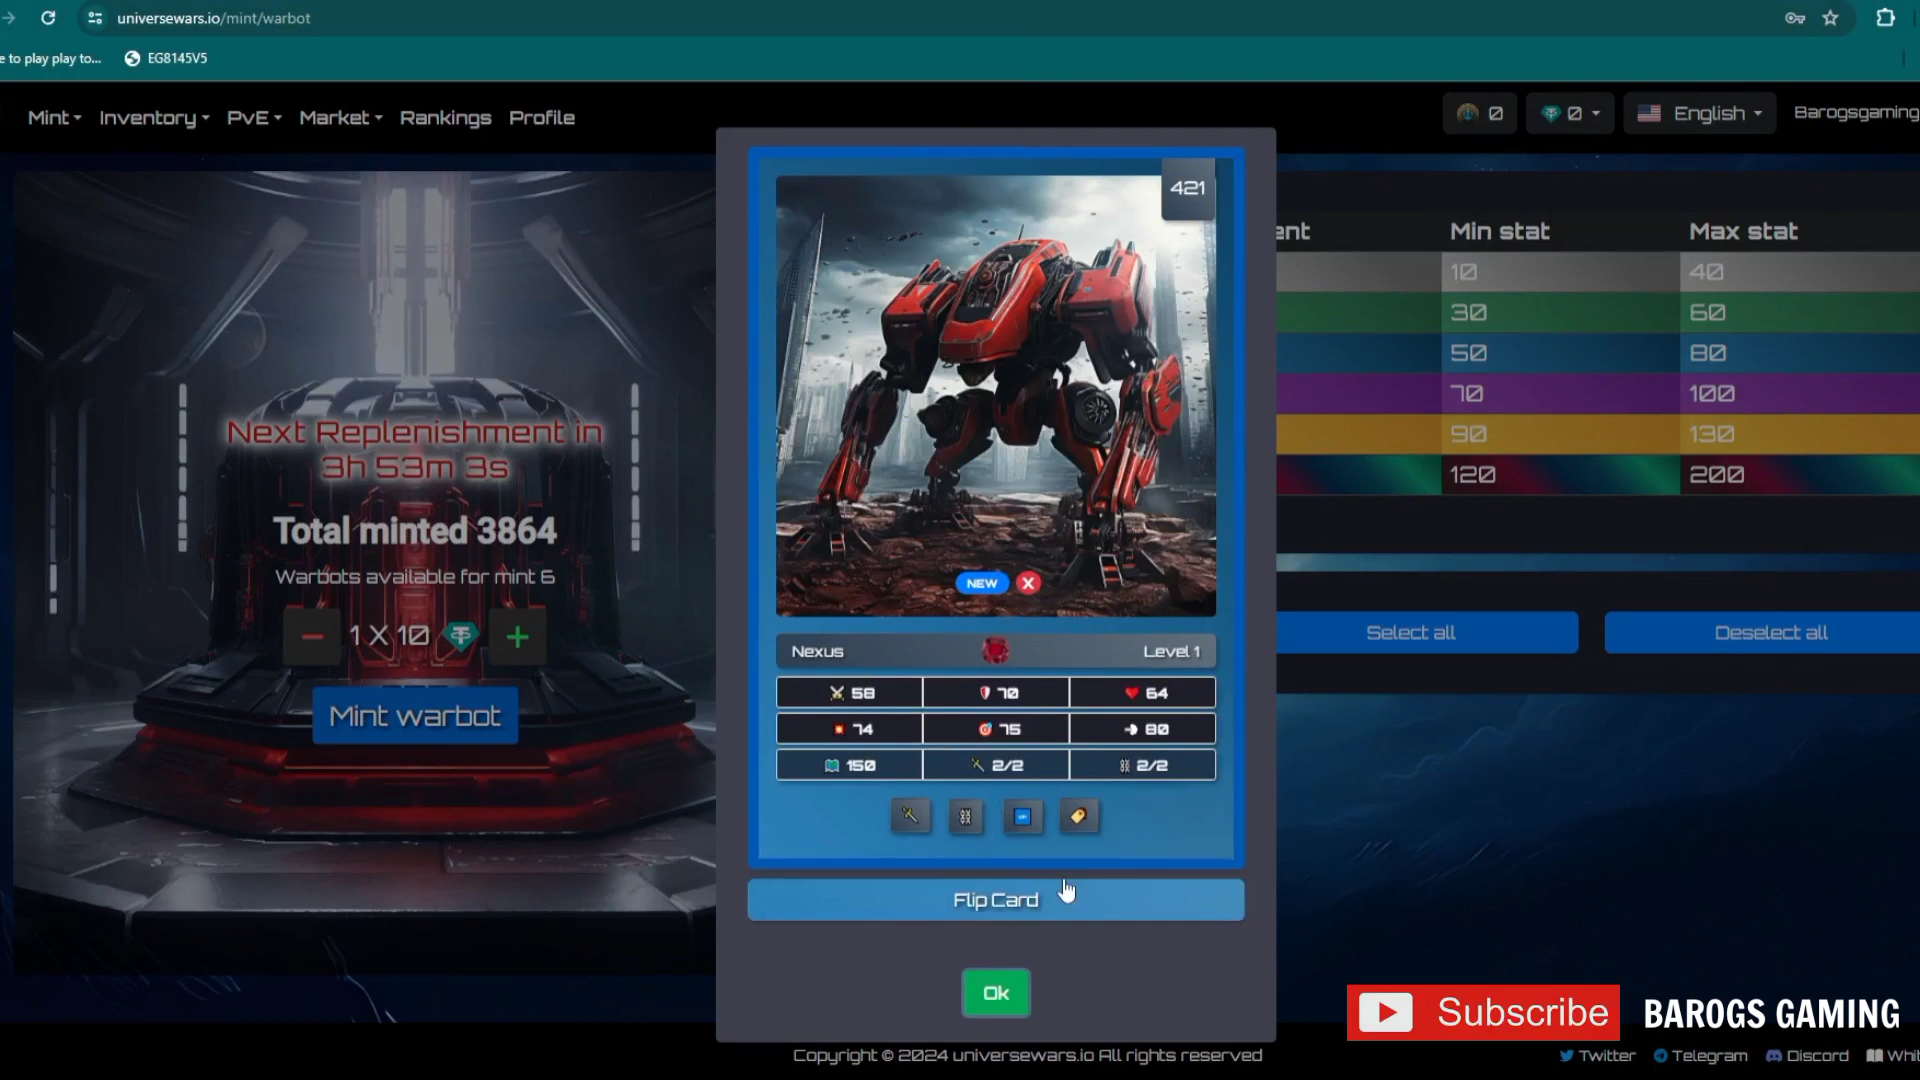 universewars.io/mint/warbot
e to play play to...
EG8145V5
Mint
Inventory
PvE
Market
Rankings
Profile
0
0
English
Barogsgaming
Next Replenishment in
3h 53m 3s
Total minted 3864
Warbots available for mint 6
1 X 10
Mint warbot
421
NEW
Nexus
Level 1
58
70
64
74
75
80
150
2/2
2/2
Flip Card
Ok
ent
Min stat
Max stat
10
40
30
60
50
80
70
100
90
130
120
200
Select all
Deselect all
Subscribe
BAROGS GAMING
Copyright © 2024 universewars.io All rights reserved
Twitter
Telegram
Discord
Whit